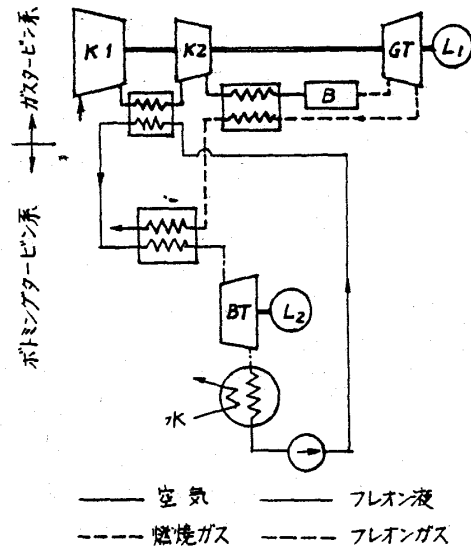 ガスタービン系
ボトミングタービン系
K1
K2
GT
L1
B
BT
L2
水
空気
フレオン液
燃焼ガス
フレオンガス